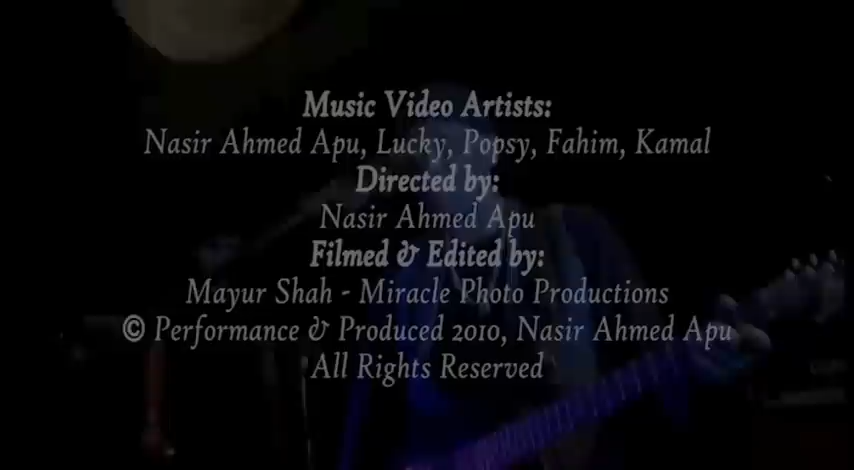 Music Video Artists:
Nasir Ahmed Apu, Lucky, Popsy, Fahim, Kamal
Directed by:
Nasir Ahmed Apu
Filmed & Edited by:
Mayur Shah - Miracle Photo Productions
© Performance & Produced 2010, Nasir Ahmed Apu
All Rights Reserved